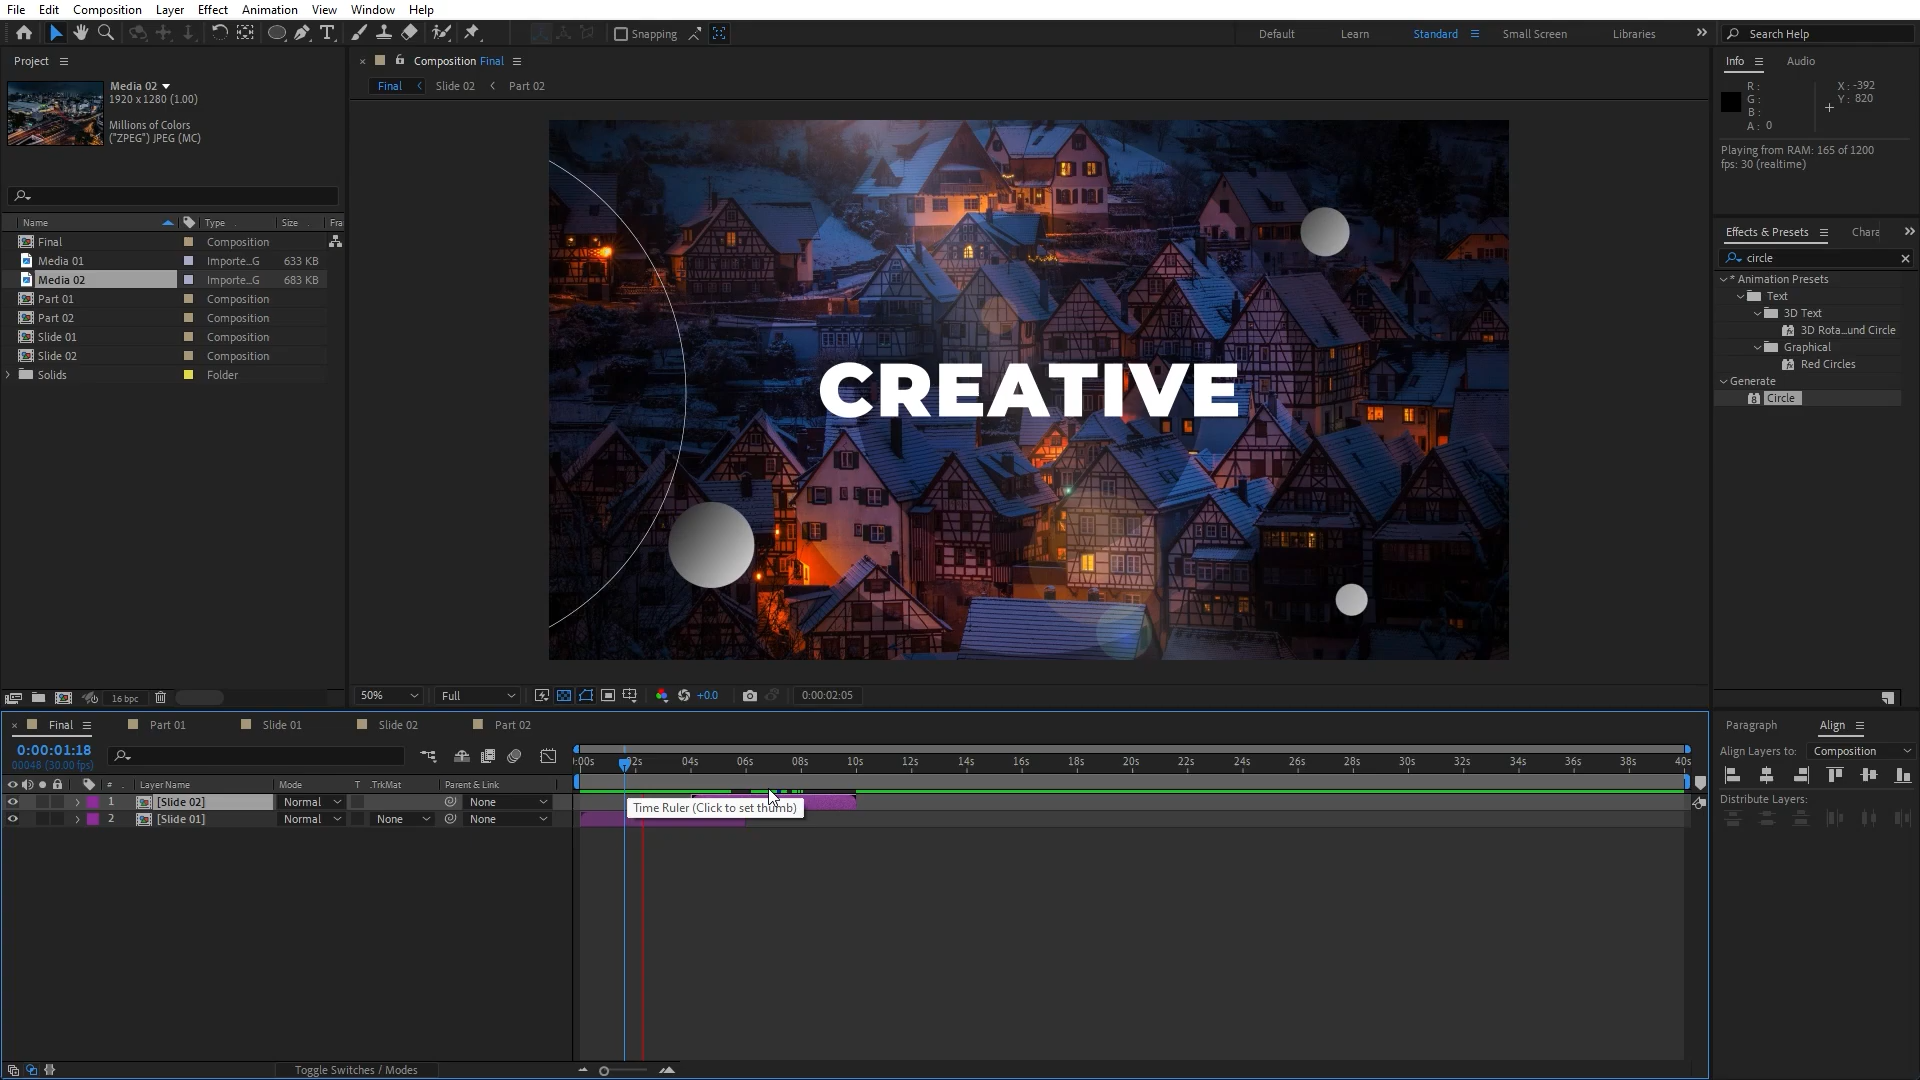 File Edit Composition Layer Effect Animation View Window Help
Snapping
Default Learn Standard Small Screen Libraries
Search Help
Project
Media 02
1920 x 1280 (1.00)
Millions of Colors
("ZPEG") JPEG (MC)
Name Type Size Fra
Final Composition
Media 01 Importe...G 633 KB
Media 02 Importe...G 683 KB
Part 01 Composition
Part 02 Composition
Slide 01 Composition
Slide 02 Composition
Solids Folder
16 bpc
Composition Final
Final Slide 02 Part 02
CREATIVE
50% Full +0.0 0:00:02:05
Info Audio
R :
G :
B :
A : 0
X : -392
Y : 820
Playing from RAM: 165 of 1200
fps: 30 (realtime)
Effects & Presets Chara
circle
* Animation Presets
Text
3D Text
3D Rota...und Circle
Graphical
Red Circles
Generate
Circle
Final Part 01 Slide 01 Slide 02 Part 02
0:00:01:18
00048 (30.00 fps)
# Layer Name Mode T .TrkMat Parent & Link
1 [Slide 02] Normal None
2 [Slide 01] Normal None None
:00s 02s 04s 06s 08s 10s 12s 14s 16s 18s 20s 22s 24s 26s 28s 30s 32s 34s 36s 38s 40s
Time Ruler (Click to set thumb)
Toggle Switches / Modes
Paragraph Align
Align Layers to: Composition
Distribute Layers: